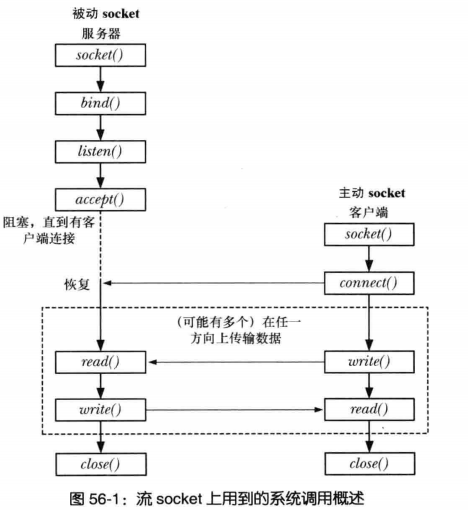 被动 socket
服务器
socket()
bind()
listen()
accept()
阻塞，直到有客
户端连接
恢复
主动 socket
客户端
socket()
connect()
（可能有多个）在任一
方向上传输数据
read()
write()
write()
read()
close()
close()
图 56-1：流 socket 上用到的系统调用概述